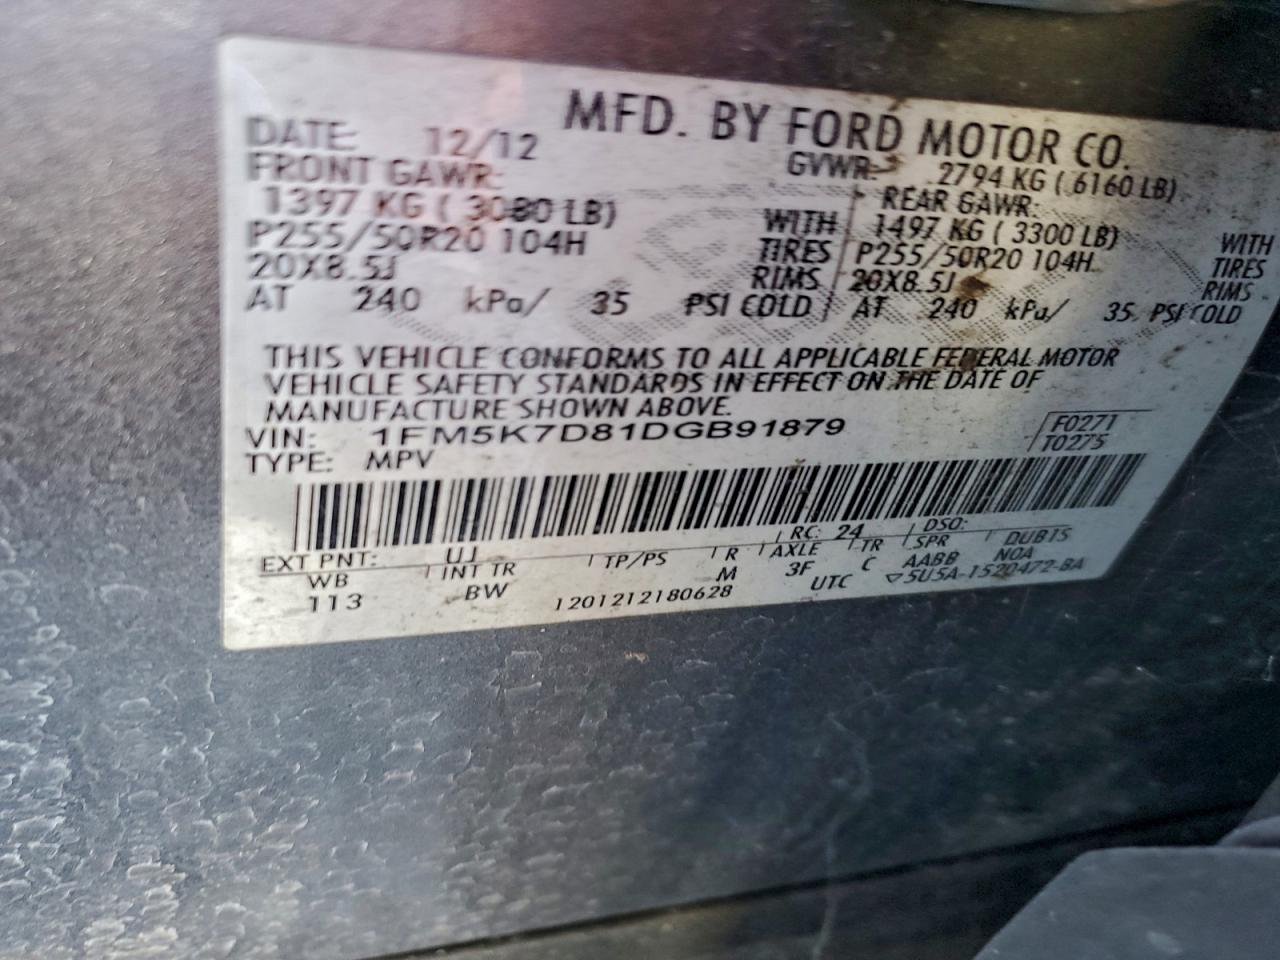 MFD. BY FORD MOTOR CO.
DATE: 12/12 GVWR: 2794 KG ( 6160 LB)
FRONT GAWR: REAR GAWR:
1397 KG ( 3080 LB) WITH 1497 KG ( 3300 LB) WITH
P255/50R20 104H TIRES P255/50R20 104H TIRES
20X8.5J RIMS 20X8.5J RIMS
AT 240 kPa/ 35 PSI COLD AT 240 kPa/ 35 PSI COLD
THIS VEHICLE CONFORMS TO ALL APPLICABLE FEDERAL MOTOR
VEHICLE SAFETY STANDARDS IN EFFECT ON THE DATE OF
MANUFACTURE SHOWN ABOVE.
VIN: 1FM5K7D81DGB91879 F0271
TYPE: MPV T0275
EXT PNT: UJ RC: 24 DSO:
WB INT TR TP/PS R AXLE TR SPR DUB1S
113 BW M 3F C AABB NOA
1201212180628 UTC ▽5U5A-1520472-BA